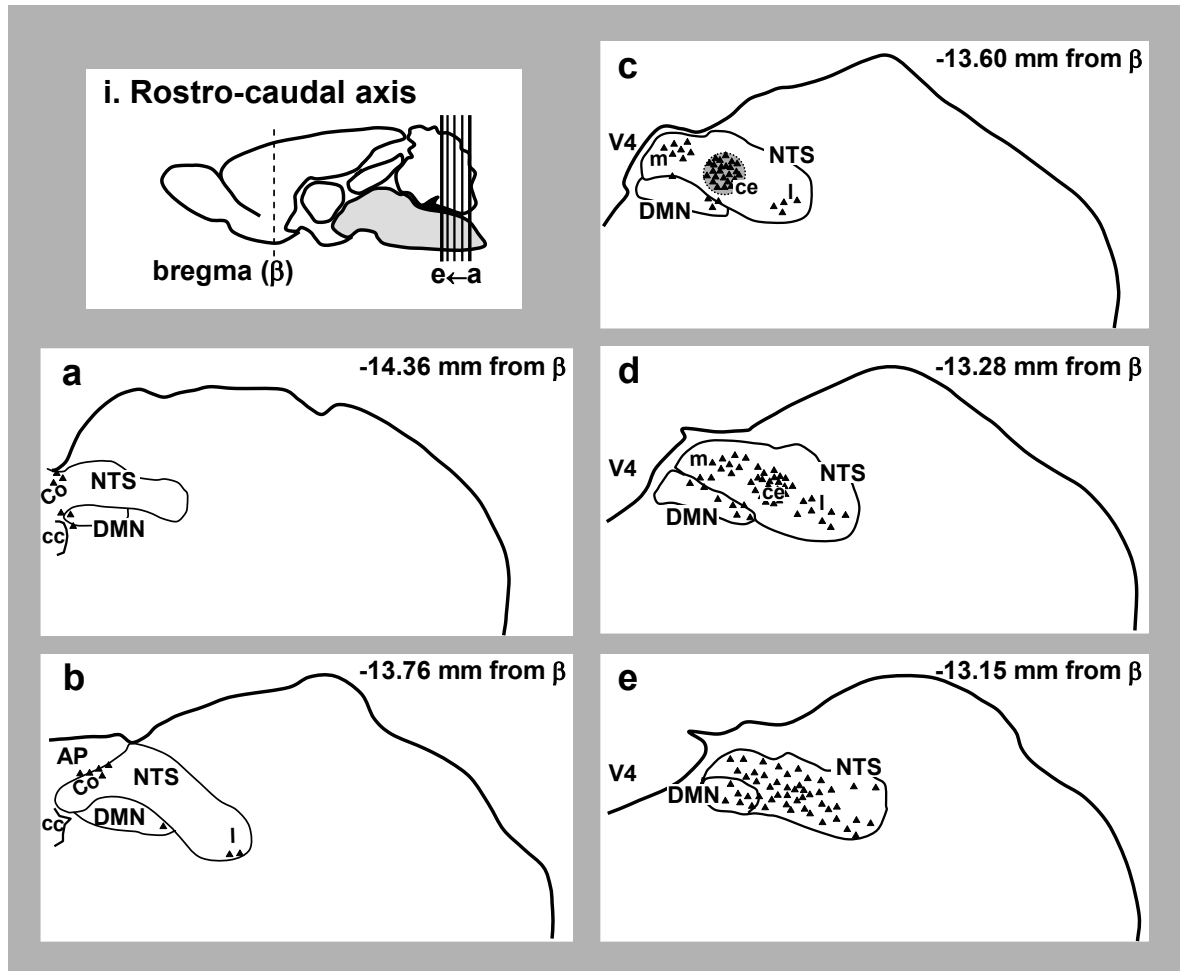 i. Rostro-caudal axis
bregma (β)
e←a
a
-14.36 mm from β
NTS
Co
DMN
cc
b
-13.76 mm from β
AP
Co
NTS
DMN
cc
l
c
-13.60 mm from β
V4
m
NTS
ce
l
DMN
d
-13.28 mm from β
m
V4
NTS
ce
l
DMN
e
-13.15 mm from β
V4
NTS
DMN